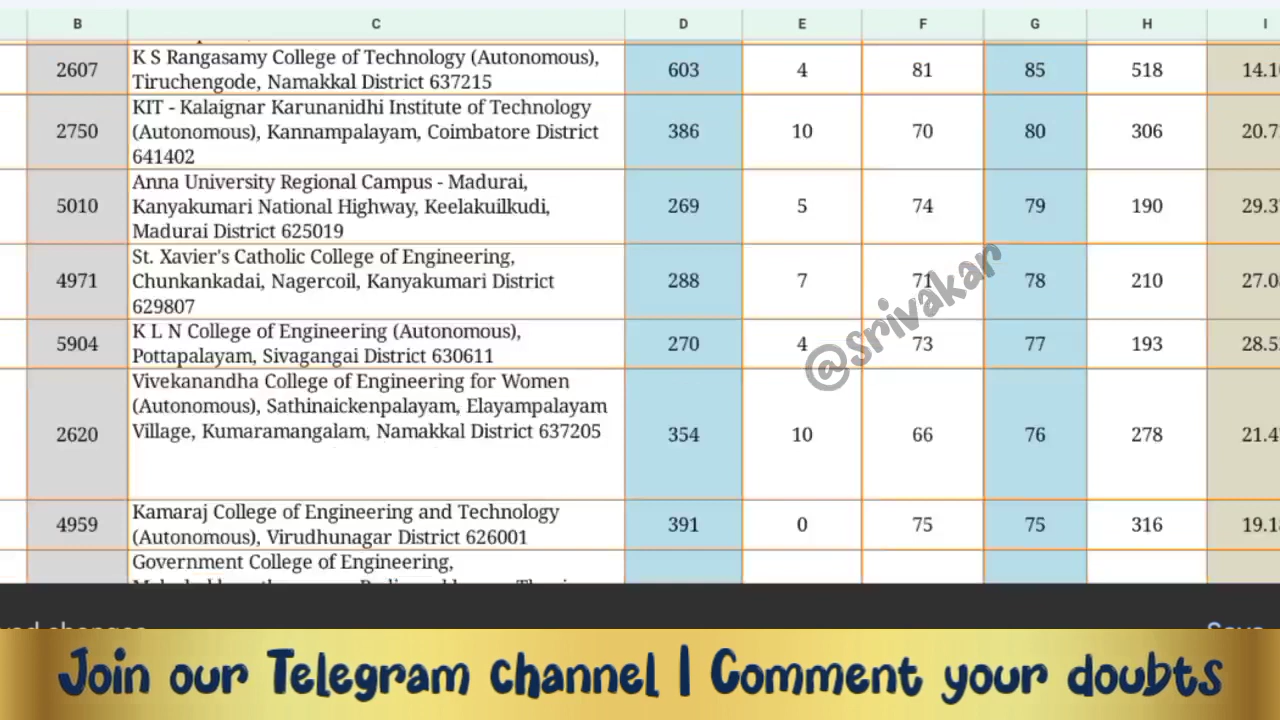 B C D E F G H I
2607 K S Rangasamy College of Technology (Autonomous), 603 4 81 85 518
Tiruchengode, Namakkal District 637215
KIT - Kalaignar Karunanidhi Institute of Technology
2750 (Autonomous), Kannampalayam, Coimbatore District 386 10 70 80 306
641402
Anna University Regional Campus - Madurai,
5010 Kanyakumari National Highway, Keelakuilkudi, 269 5 74 79 190
Madurai District 625019
St. Xavier's Catholic College of Engineering,
4971 Chunkankadai, Nagercoil, Kanyakumari District 288 7 71 78 210
629807
5904 K L N College of Engineering (Autonomous), 270 4 73 77 193
Pottapalayam, Sivagangai District 630611
Vivekanandha College of Engineering for Women
(Autonomous), Sathinaickenpalayam, Elayampalayam
2620 Village, Kumaramangalam, Namakkal District 637205 354 10 66 76 278
4959 Kamaraj College of Engineering and Technology 391 0 75 75 316
(Autonomous), Virudhunagar District 626001
Government College of Engineering,
@Srivakar
Join our Telegram channel | Comment your doubts